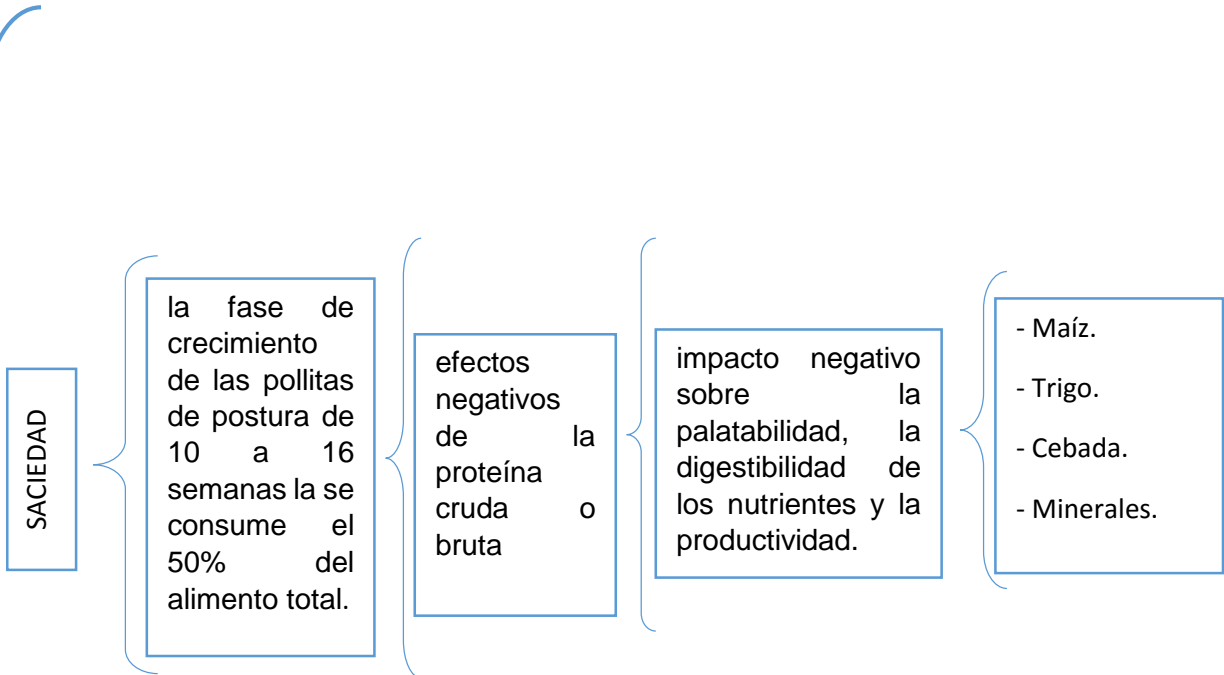 SACIEDAD
la fase de
crecimiento
de las pollitas
de postura de
10 a 16
semanas la se
consume el
50% del
alimento total.
efectos
negativos
de la
proteína
cruda o
bruta
impacto negativo
sobre la
palatabilidad, la
digestibilidad de
los nutrientes y la
productividad.
- Maíz.
- Trigo.
- Cebada.
- Minerales.